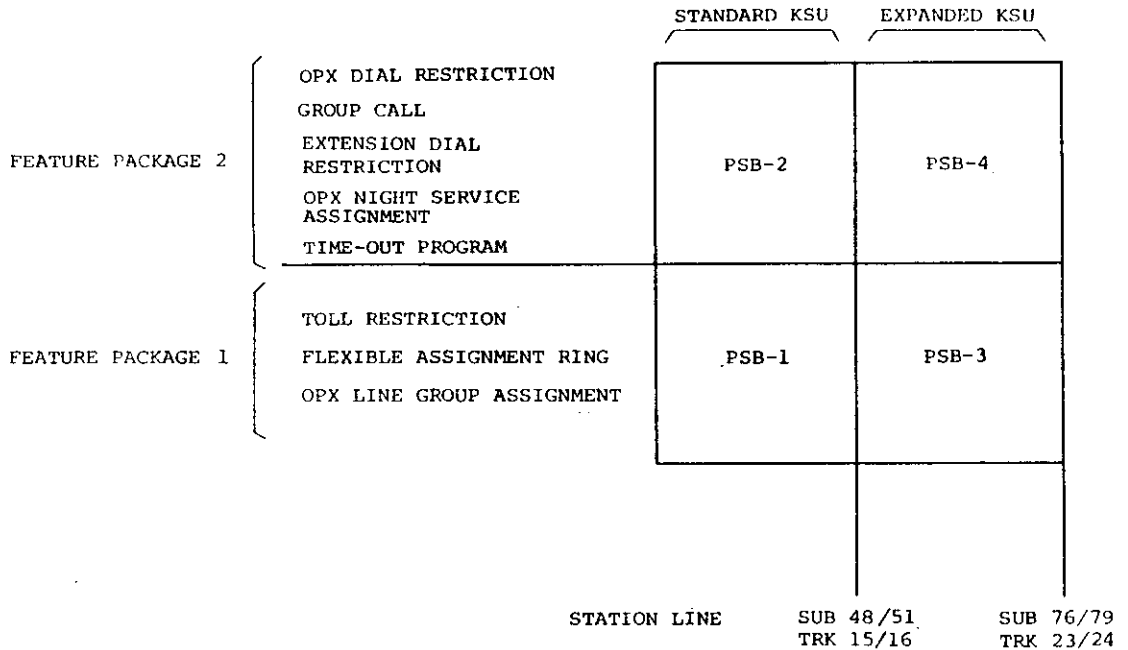 STANDARD KSU EXPANDED KSU
OPX DIAL RESTRICTION
GROUP CALL
FEATURE PACKAGE 2
EXTENSION DIAL
RESTRICTION
PSB-2 PSB-4
OPX NIGHT SERVICE
ASSIGNMENT
TIME-OUT PROGRAM
TOLL RESTRICTION
FEATURE PACKAGE 1 FLEXIBLE ASSIGNMENT RING PSB-1 PSB-3
OPX LINE GROUP ASSIGNMENT
STATION LINE SUB 48/51 SUB 76/79
TRK 15/16 TRK 23/24